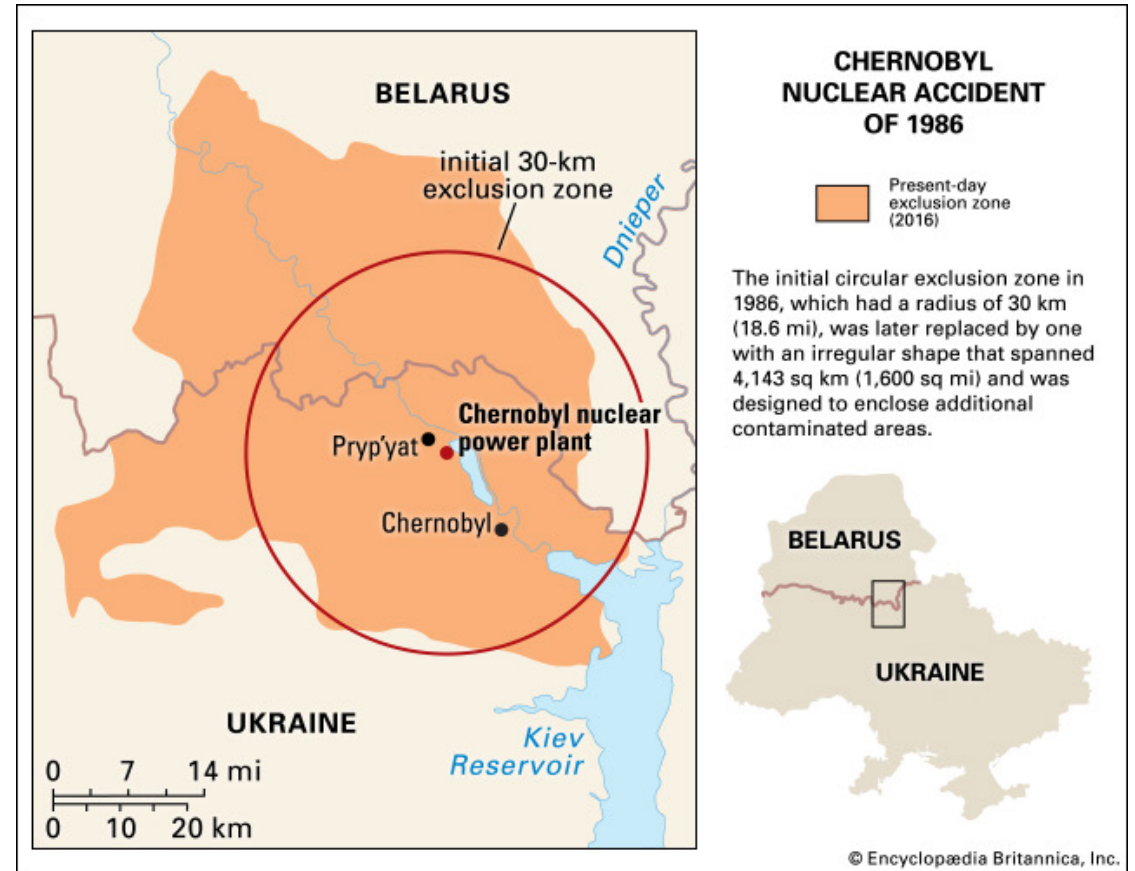 BELARUS
initial 30-km
exclusion zone
Dnieper
Chernobyl nuclear
power plant
Pryp'yat
Chernobyl
UKRAINE
Kiev
Reservoir
0 7 14 mi
0 10 20 km
CHERNOBYL
NUCLEAR ACCIDENT
OF 1986
Present-day
exclusion zone
(2016)
The initial circular exclusion zone in
1986, which had a radius of 30 km
(18.6 mi), was later replaced by one
with an irregular shape that spanned
4,143 sq km (1,600 sq mi) and was
designed to enclose additional
contaminated areas.
BELARUS
UKRAINE
© Encyclopædia Britannica, Inc.